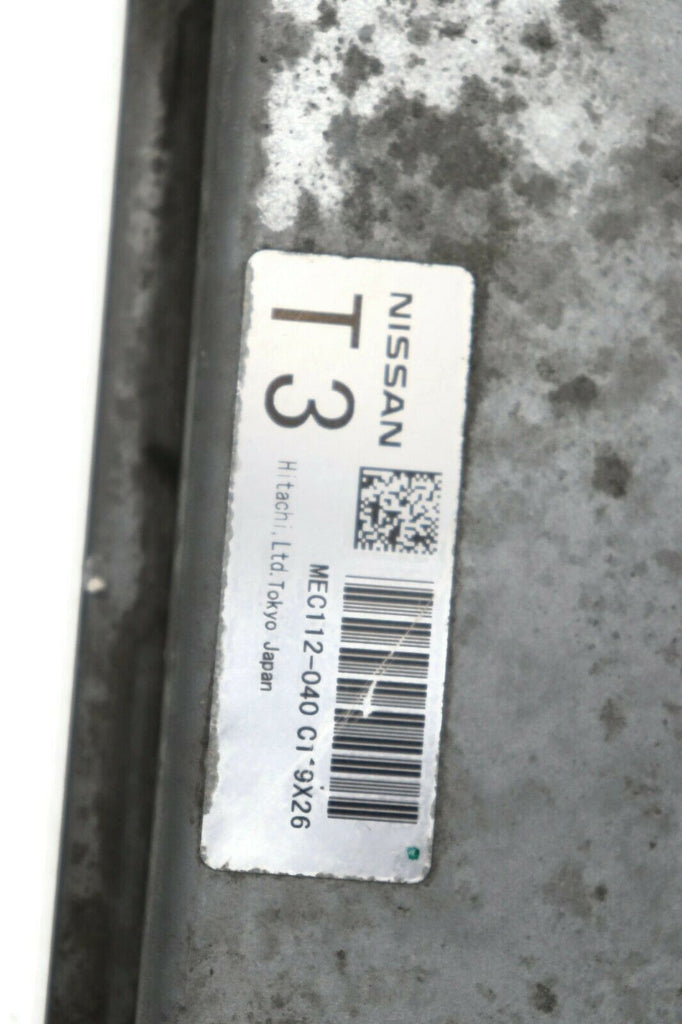 NISSAN
T3
MEC112-040 C1-9X26
Hitachi,Ltd.Tokyo Japan